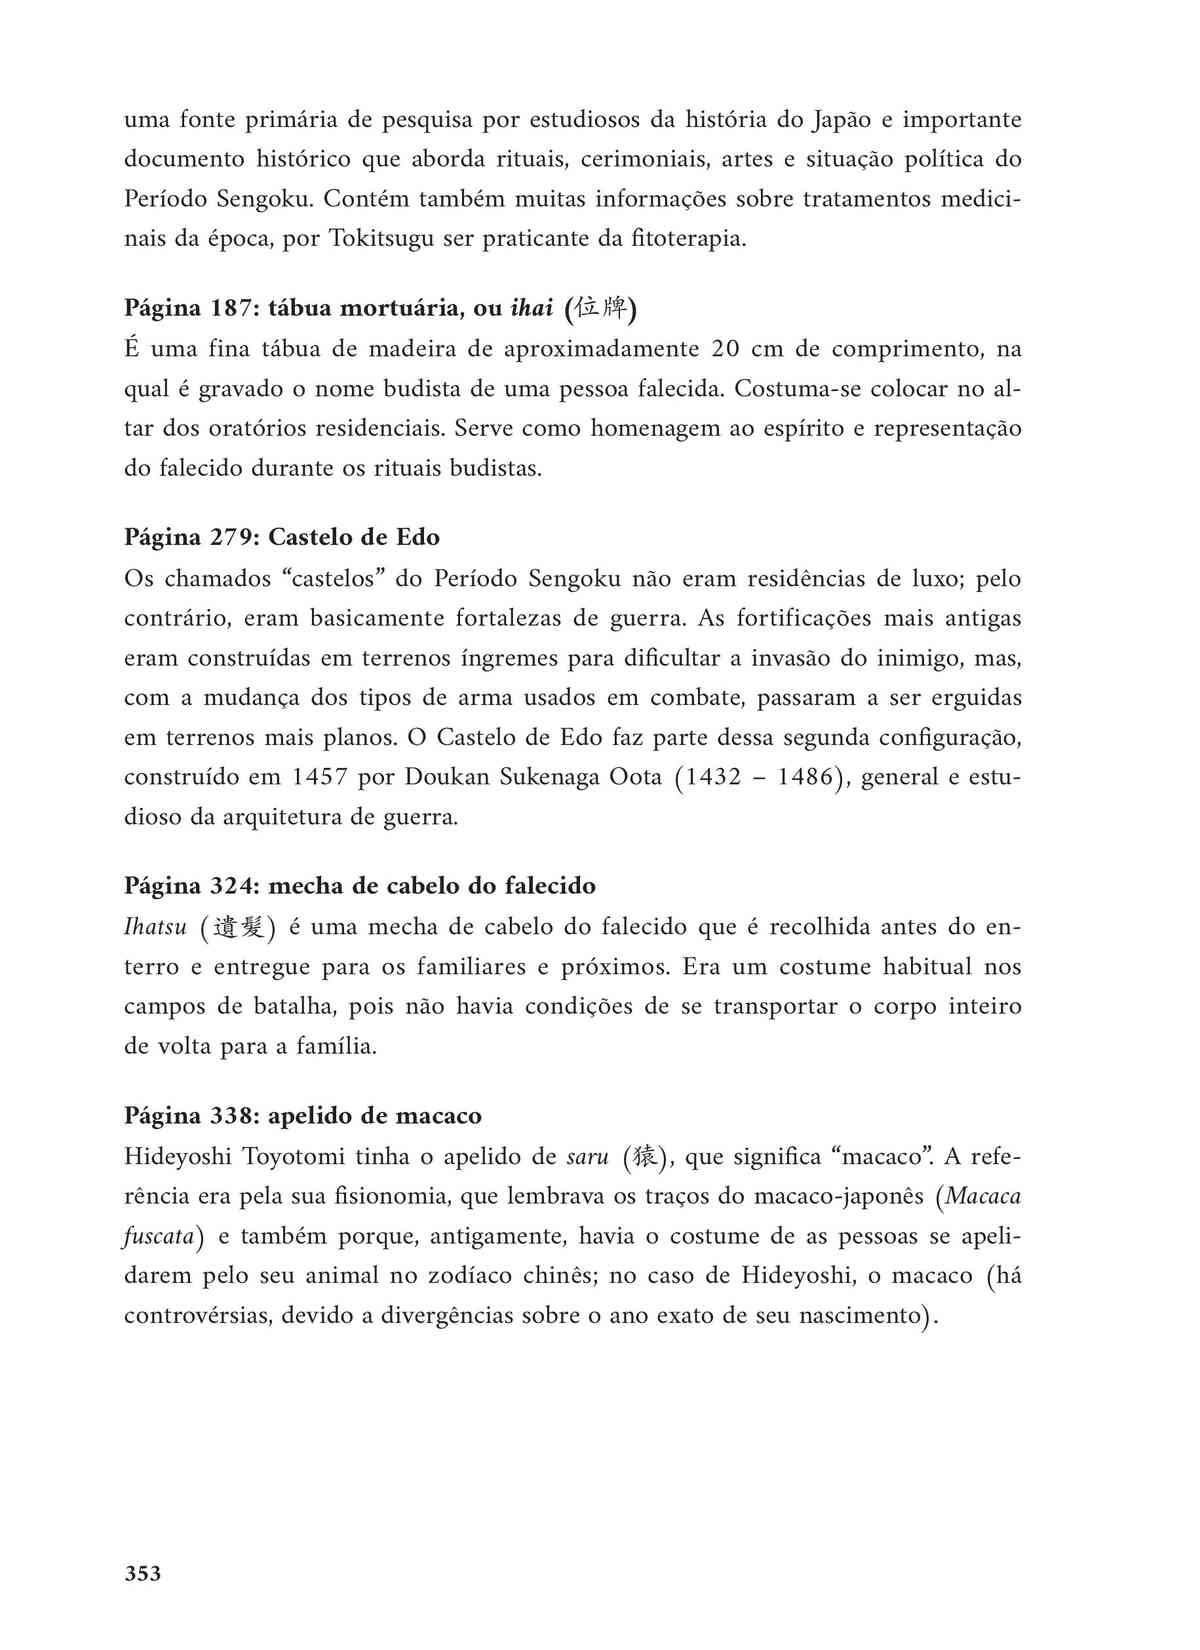 uma fonte primária de pesquisa por estudiosos da história do Japão e importante
documento histórico que aborda rituais, cerimoniais, artes e situação política do
Período Sengoku. Contém também muitas informações sobre tratamentos medici-
nais da época, por Tokitsugu ser praticante da fitoterapia.
Página 187: tábua mortuária, ou ihai (位牌)
É uma fina tábua de madeira de aproximadamente 20 cm de comprimento, na
qual é gravado o nome budista de uma pessoa falecida. Costuma-se colocar no al-
tar dos oratórios residenciais. Serve como homenagem ao espírito e representação
do falecido durante os rituais budistas.
Página 279: Castelo de Edo
Os chamados “castelos” do Período Sengoku não eram residências de luxo; pelo
contrário, eram basicamente fortalezas de guerra. As fortificações mais antigas
eram construídas em terrenos íngremes para dificultar a invasão do inimigo, mas,
com a mudança dos tipos de arma usados em combate, passaram a ser erguidas
em terrenos mais planos. O Castelo de Edo faz parte dessa segunda configuração,
construído em 1457 por Doukan Sukenaga Oota (1432 – 1486), general e estu-
dioso da arquitetura de guerra.
Página 324: mecha de cabelo do falecido
Ihatsu (遺髪) é uma mecha de cabelo do falecido que é recolhida antes do en-
terro e entregue para os familiares e próximos. Era um costume habitual nos
campos de batalha, pois não havia condições de se transportar o corpo inteiro
de volta para a família.
Página 338: apelido de macaco
Hideyoshi Toyotomi tinha o apelido de saru (猿), que significa “macaco”. A refe-
rência era pela sua fisionomia, que lembrava os traços do macaco-japonês (Macaca
fuscata) e também porque, antigamente, havia o costume de as pessoas se apeli-
darem pelo seu animal no zodíaco chinês; no caso de Hideyoshi, o macaco (há
controvérsias, devido a divergências sobre o ano exato de seu nascimento).
353